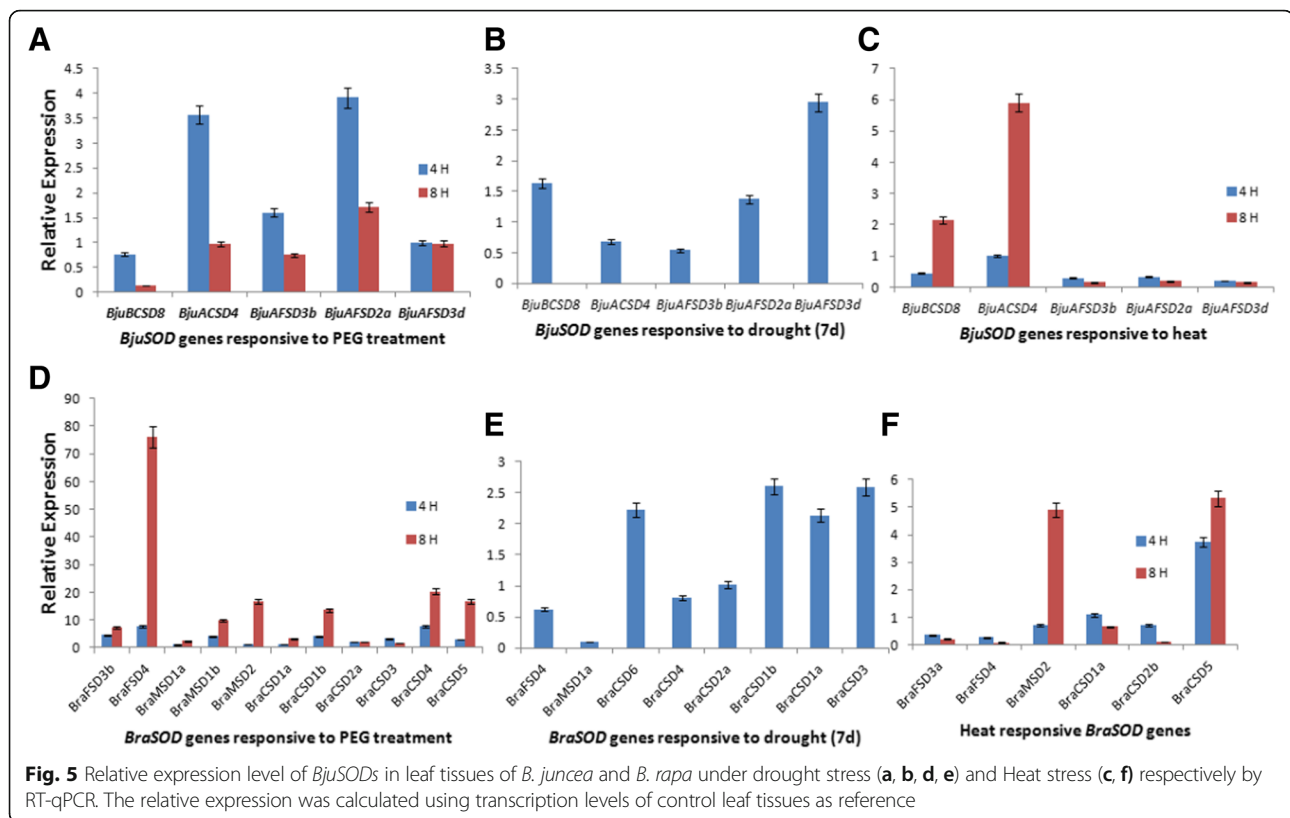 A
Relative Expression
4.5
4
3.5
3
2.5
2
1.5
1
0.5
0
4 H
8 H
BjuBCSD8 BjuACSD4 BjuAFSD3b BjuAFSD2a BjuAFSD3d
BjuSOD genes responsive to PEG treatment
B
3.5
3
2.5
2
1.5
1
0.5
0
BjuBCSD8 BjuACSD4 BjuAFSD3b BjuAFSD2a BjuAFSD3d
BjuSOD genes responsive to drought (7d)
C
7
6
5
4
3
2
1
0
4 H
8 H
BjuBCSD8 BjuACSD4 BjuAFSD3b BjuAFSD2a BjuAFSD3d
BjuSOD genes responsive to heat
D
Relative Expression
90
80
70
60
50
40
30
20
10
0
4 H
8 H
BraFSD3b BraFSD4 BraMSD1a BraMSD1b BraMSD2 BraCSD1a BraCSD1b BraCSD2a BraCSD3 BraCSD4 BraCSD5
BraSOD genes responsive to PEG treatment
E
3
2.5
2
1.5
1
0.5
0
BraFSD4 BraMSD1a BraCSD6 BraCSD4 BraCSD2a BraCSD1b BraCSD1a BraCSD3
BraSOD genes responsive to drought (7d)
F
6
5
4
3
2
1
0
4 H
8 H
BraFSD3a BraFSD4 BraMSD2 BraCSD1a BraCSD2b BraCSD5
Heat responsive BraSOD genes
Fig. 5 Relative expression level of BjuSODs in leaf tissues of B. juncea and B. rapa under drought stress (a, b, d, e) and Heat stress (c, f) respectively by
RT-qPCR. The relative expression was calculated using transcription levels of control leaf tissues as reference